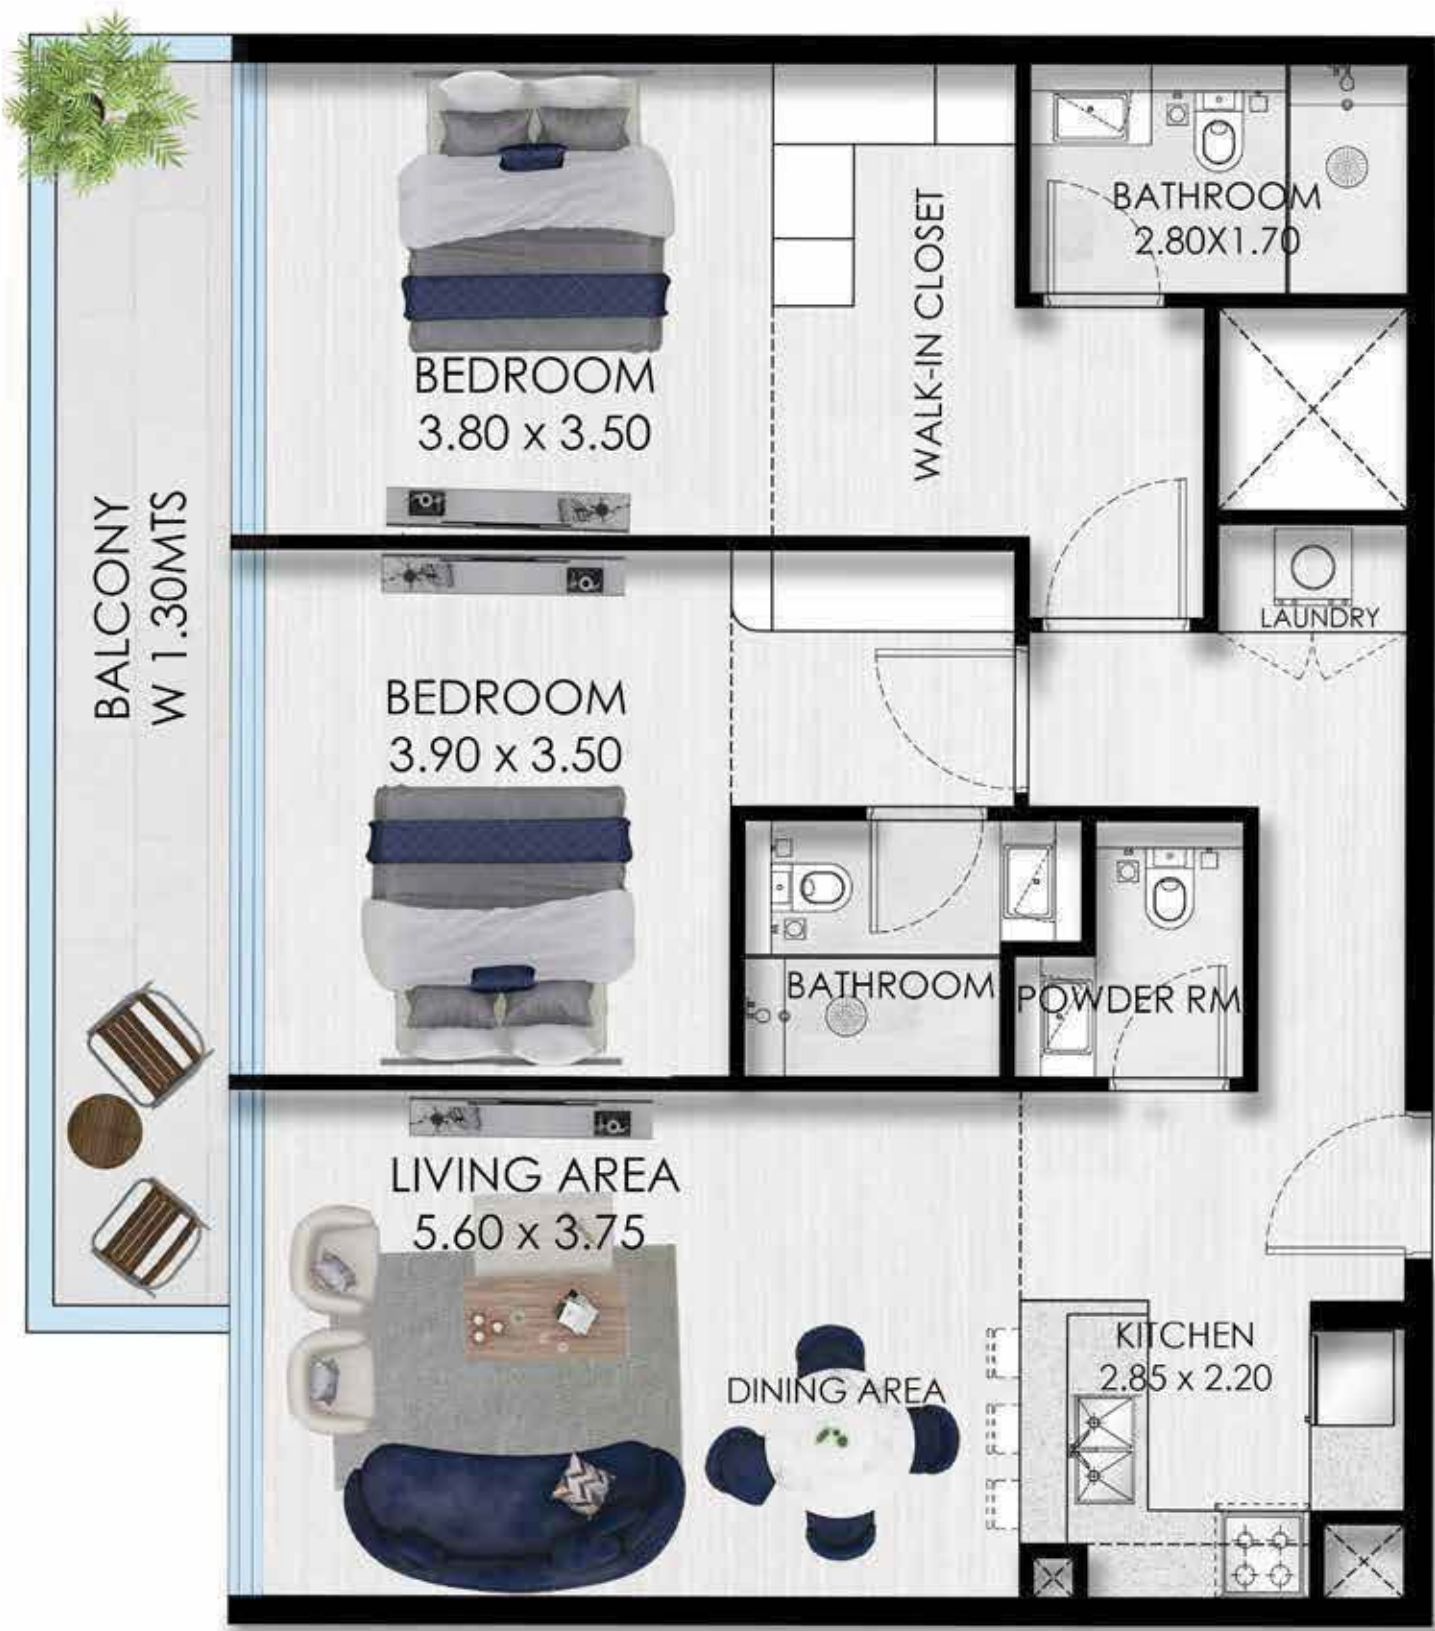 BATHROOM
2.80X1.70
WALK-IN CLOSET
BEDROOM
3.80 x 3.50
BALCONY
W 1.30MTS
LAUNDRY
BEDROOM
3.90 x 3.50
BATHROOM
POWDER RM
LIVING AREA
5.60 x 3.75
KITCHEN
2.85 x 2.20
DINING AREA